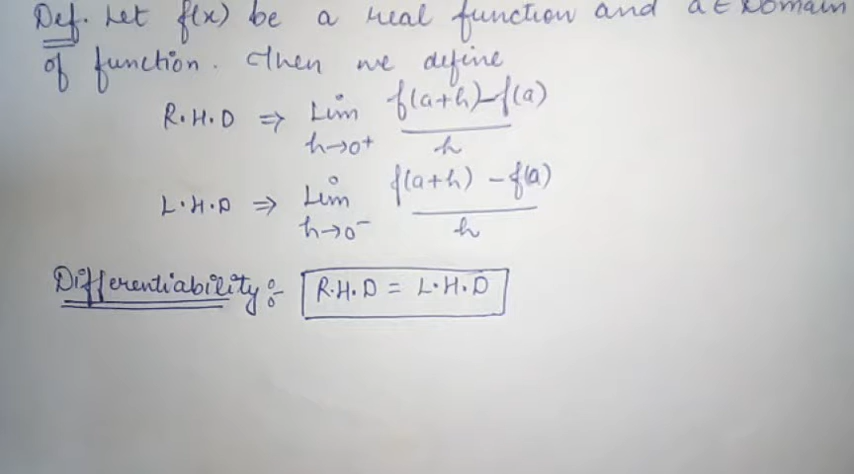 Def. Let f(x) be a real function and a ∈ Domain
of function. Then we define
R.H.D ⇒ Lim h→0+ f(a+h)-f(a) / h
L.H.D ⇒ Lim h→0- f(a+h) - f(a) / h
Differentiability :- R.H.D = L.H.D